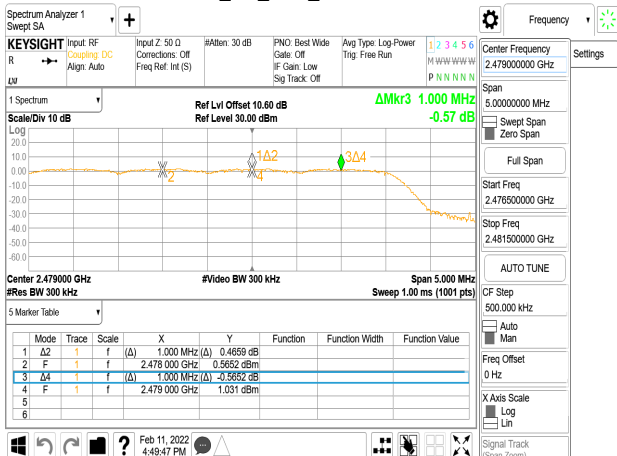 Spectrum Analyzer 1
Swept SA
+
Frequency
KEYSIGHT
R
Input: RF
Coupling: DC
Align: Auto
Input Z: 50 Ω
Corrections: Off
Freq Ref: Int (S)
#Atten: 30 dB
PNO: Best Wide
Gate: Off
IF Gain: Low
Sig Track: Off
Avg Type: Log-Power
Trig: Free Run
1 2 3 4 5 6
M W W W W W
P N N N N N
Center Frequency
2.479000000 GHz
Settings
Span
5.00000000 MHz
Swept Span
Zero Span
Full Span
Start Freq
2.476500000 GHz
Stop Freq
2.481500000 GHz
AUTO TUNE
CF Step
500.000 kHz
Auto
Man
Freq Offset
0 Hz
X Axis Scale
Log
Lin
Signal Track
(Span Zoom)
1 Spectrum
Scale/Div 10 dB
Ref Lvl Offset 10.60 dB
Ref Level 30.00 dBm
ΔMkr3 1.000 MHz
-0.57 dB
Log
20.0
10.0
0.00
-10.0
-20.0
-30.0
-40.0
-50.0
-60.0
2
1Δ2
4
3Δ4
Center 2.479000 GHz
#Res BW 300 kHz
#Video BW 300 kHz
Span 5.000 MHz
Sweep 1.00 ms (1001 pts)
5 Marker Table
Mode Trace Scale X Y Function Function Width Function Value
1 Δ2 1 f (Δ) 1.000 MHz (Δ) 0.4659 dB
2 F 1 f 2.478 000 GHz 0.5652 dBm
3 Δ4 1 f (Δ) 1.000 MHz (Δ) -0.5652 dB
4 F 1 f 2.479 000 GHz 1.031 dBm
5
6
?
Feb 11, 2022
4:49:47 PM